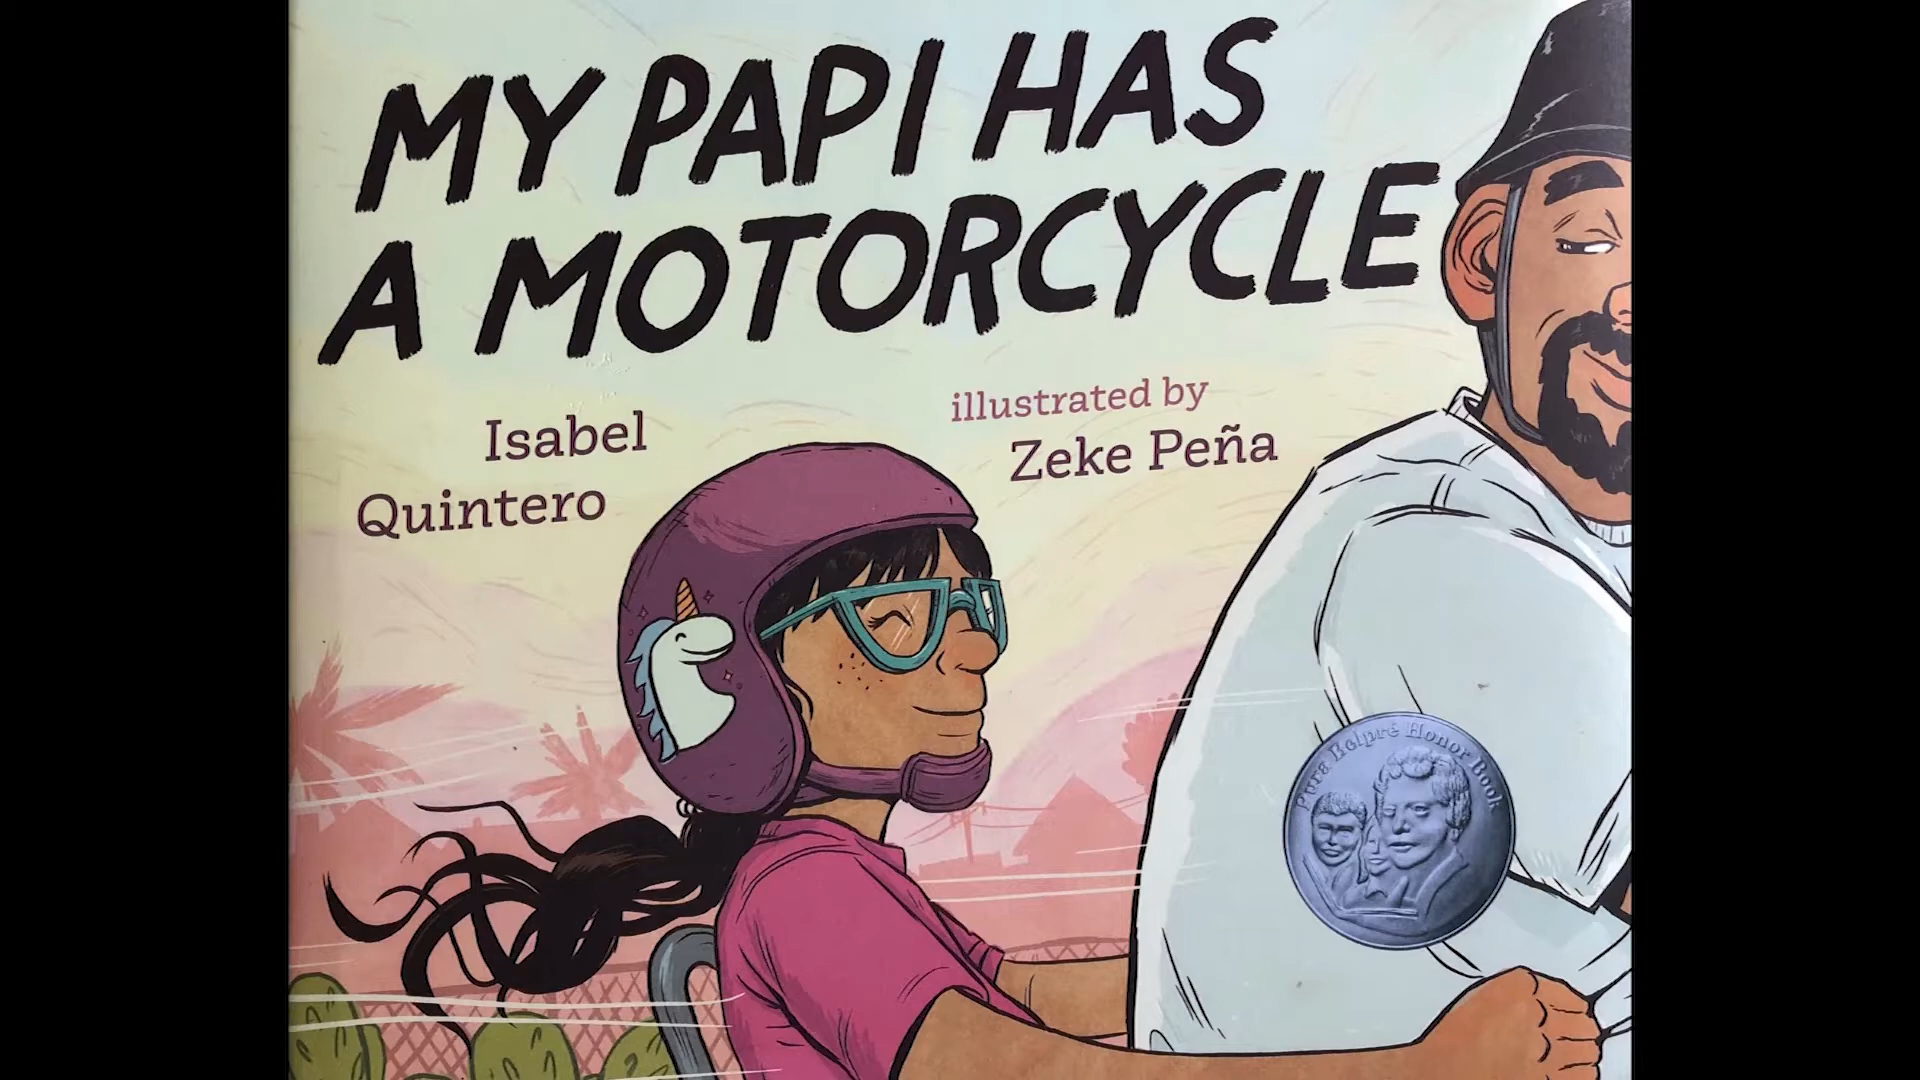 MY PAPI HAS
A MOTORCYCLE
Isabel
Quintero
illustrated by
Zeke Peña
Pura Belpré Honor Book